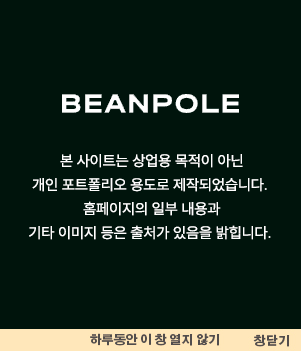 BEANPOLE
본 사이트는 상업용 목적이 아닌
개인 포트폴리오 용도로 제작되었습니다.
홈페이지의 일부 내용과
기타 이미지 등은 출처가 있음을 밝힙니다.
하루동안 이 창 열지 않기 창닫기